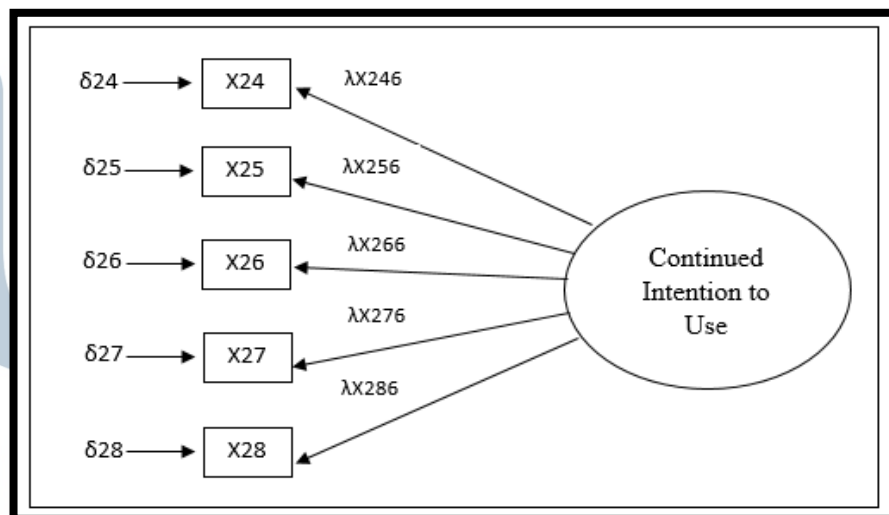 δ24 X24 λX246
δ25 X25 λX256
δ26 X26 λX266
δ27 X27 λX276
δ28 X28 λX286
Continued
Intention to
Use